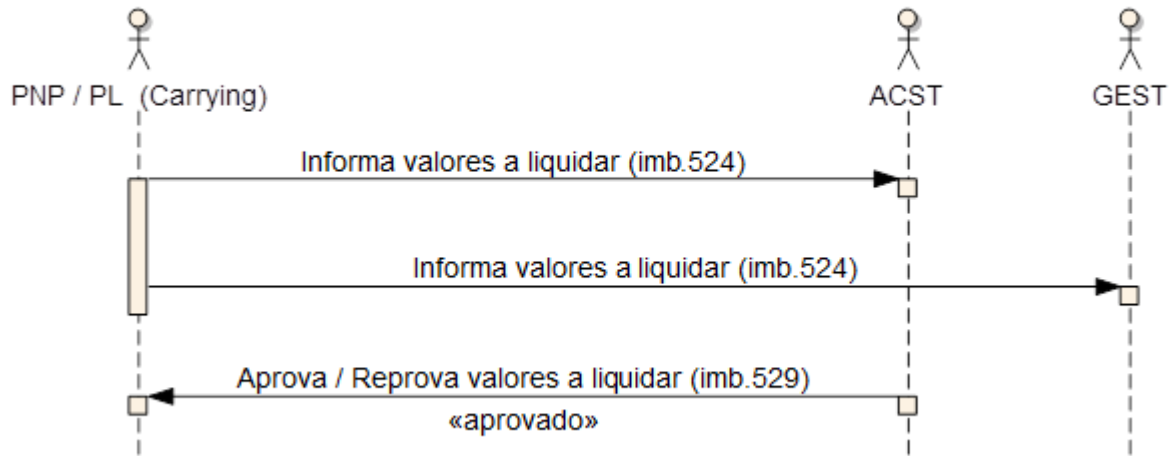 PNP / PL (Carrying)
ACST
GEST
Informa valores a liquidar (imb.524)
Informa valores a liquidar (imb.524)
Aprova / Reprova valores a liquidar (imb.529)
«aprovado»